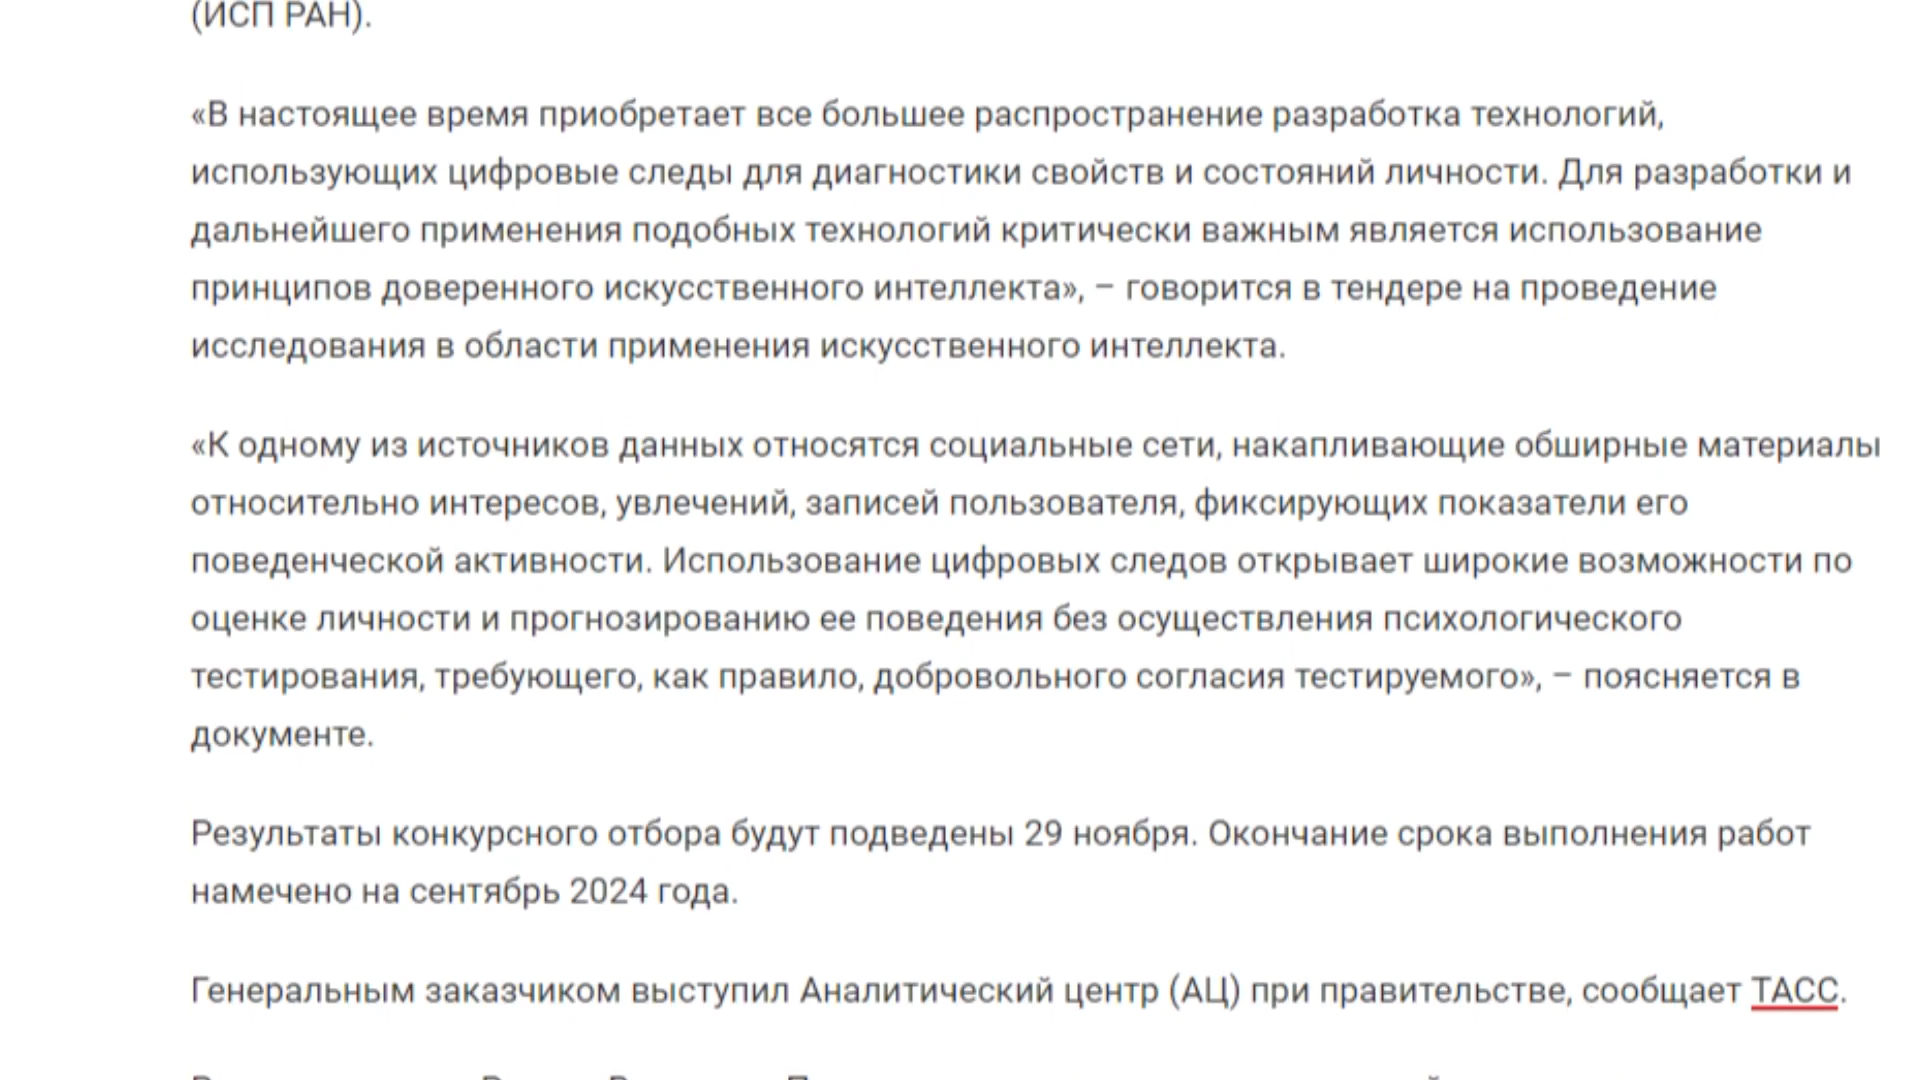 (ИСП РАН).
«В настоящее время приобретает все большее распространение разработка технологий,
использующих цифровые следы для диагностики свойств и состояний личности. Для разработки и
дальнейшего применения подобных технологий критически важным является использование
принципов доверенного искусственного интеллекта», – говорится в тендере на проведение
исследования в области применения искусственного интеллекта.
«К одному из источников данных относятся социальные сети, накапливающие обширные материалы
относительно интересов, увлечений, записей пользователя, фиксирующих показатели его
поведенческой активности. Использование цифровых следов открывает широкие возможности по
оценке личности и прогнозированию ее поведения без осуществления психологического
тестирования, требующего, как правило, добровольного согласия тестируемого», – поясняется в
документе.
Результаты конкурсного отбора будут подведены 29 ноября. Окончание срока выполнения работ
намечено на сентябрь 2024 года.
Генеральным заказчиком выступил Аналитический центр (АЦ) при правительстве, сообщает ТАСС.